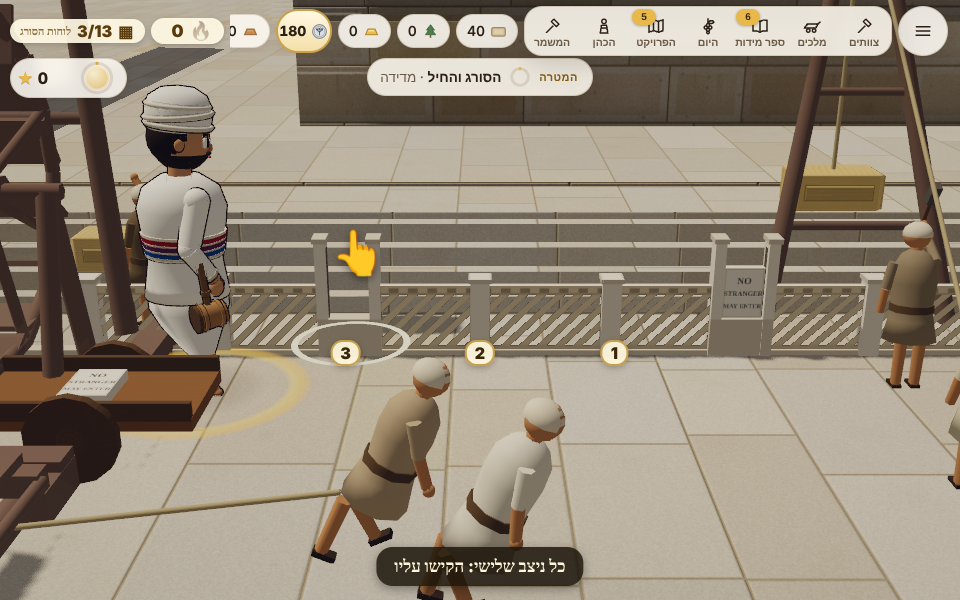 צוותים
מלכים
6
ספר מידות
היום
5
הפרויקט
הכהן
המשמר
40
0
0
180
0
0
3/13 לוחות הסורג
0
המטרה
הסורג והחיל · מדידה
NO
STRANGER
MAY ENTER
NO
STRANGER
MAY ENTER
3
2
1
כל ניצב שלישי: הקישו עליו